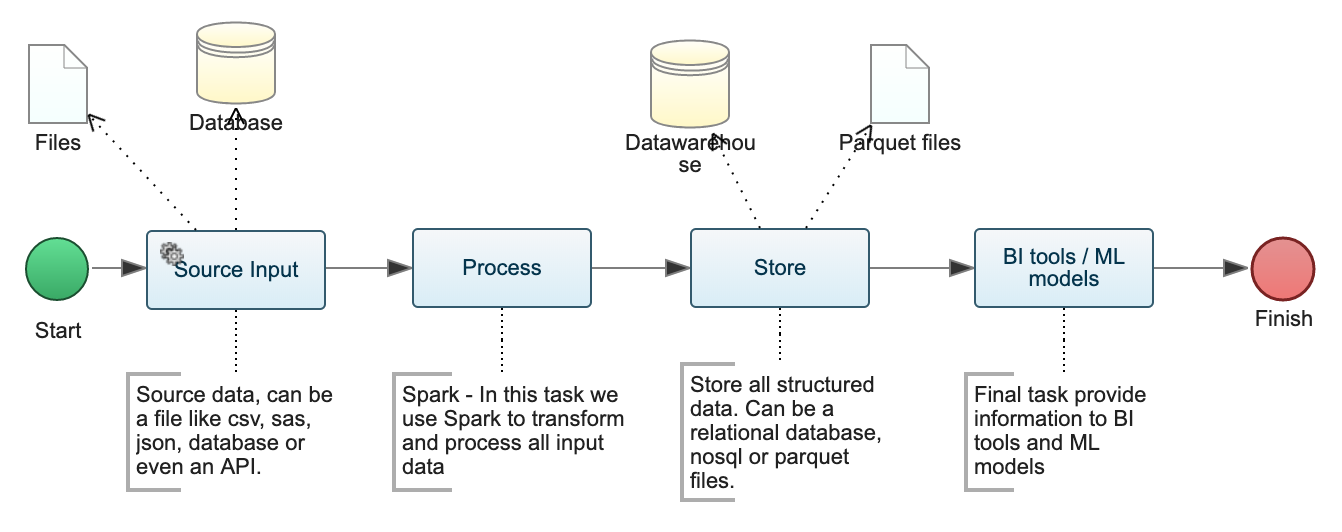 Files
Database
Datawarehou
se
Parquet files
Start
Source Input
Process
Store
BI tools / ML
models
Finish
Source data, can be
a file like csv, sas,
json, database or
even an API.
Spark - In this task we
use Spark to transform
and process all input
data
Store all structured
data. Can be a
relational database,
nosql or parquet
files.
Final task provide
information to BI
tools and ML
models